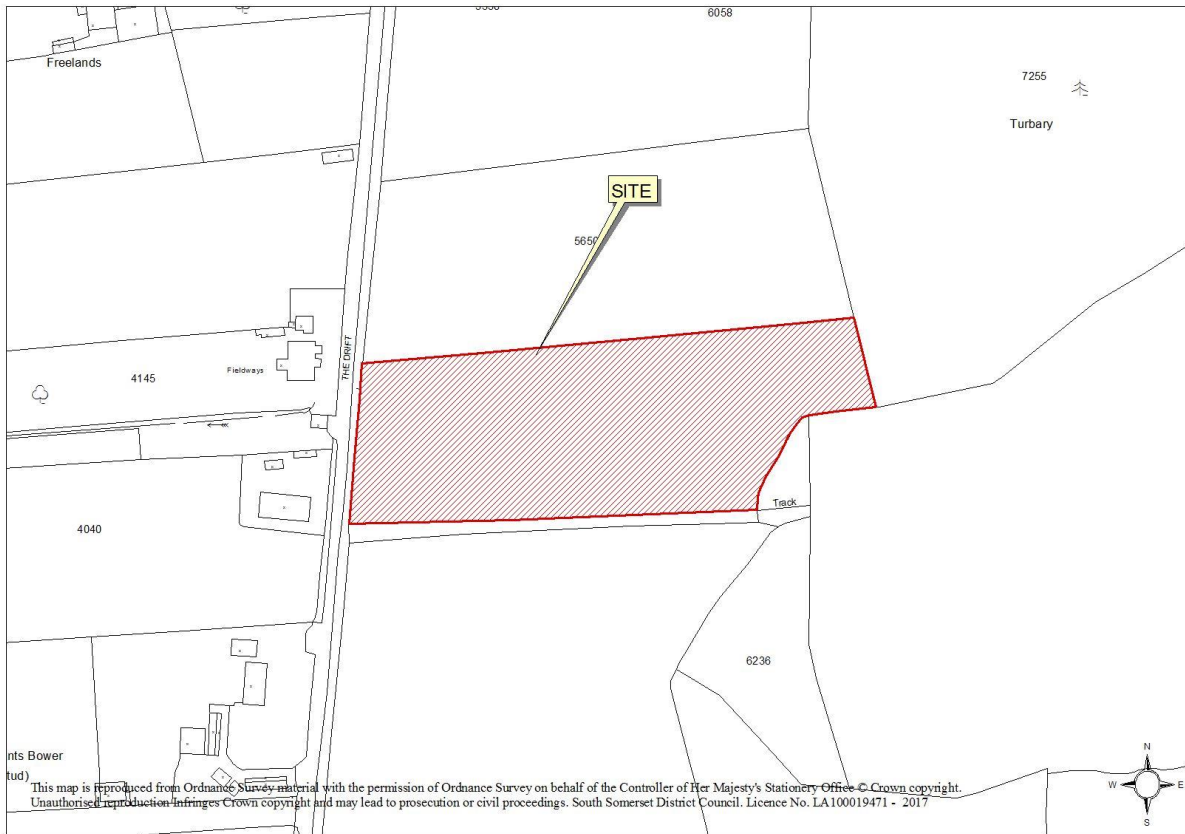 6058
Freelands
7255
Turbary
SITE
THE DRIFT
Fieldways
4145
Track
4040
6236
nts Bower
tud)
This map is reproduced from Ordnance Survey material with the permission of Ordnance Survey on behalf of the Controller of Her Majesty's Stationery Office © Crown copyright.
Unauthorised reproduction infringes Crown copyright and may lead to prosecution or civil proceedings. South Somerset District Council. Licence No. LA100019471 - 2017
N
W E
S